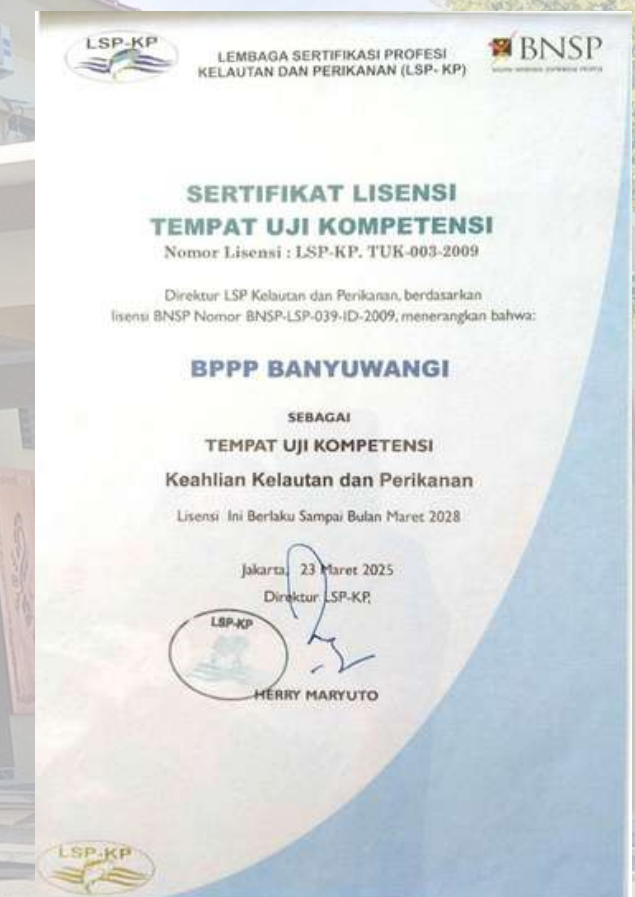 LSP-KP
LEMBAGA SERTIFIKASI PROFESI
KELAUTAN DAN PERIKANAN (LSP- KP)
BNSP
SERTIFIKAT LISENSI
TEMPAT UJI KOMPETENSI
Nomor Lisensi : LSP-KP. TUK-003-2009
Direktur LSP Kelautan dan Perikanan, berdasarkan
lisensi BNSP Nomor BNSP-LSP-039-ID-2009, menerangkan bahwa:
BPPP BANYUWANGI
SEBAGAI
TEMPAT UJI KOMPETENSI
Keahlian Kelautan dan Perikanan
Lisensi Ini Berlaku Sampai Bulan Maret 2028
Jakarta, 23 Maret 2025
Direktur LSP-KP,
LSP-KP
HERRY MARYUTO
LSP-KP